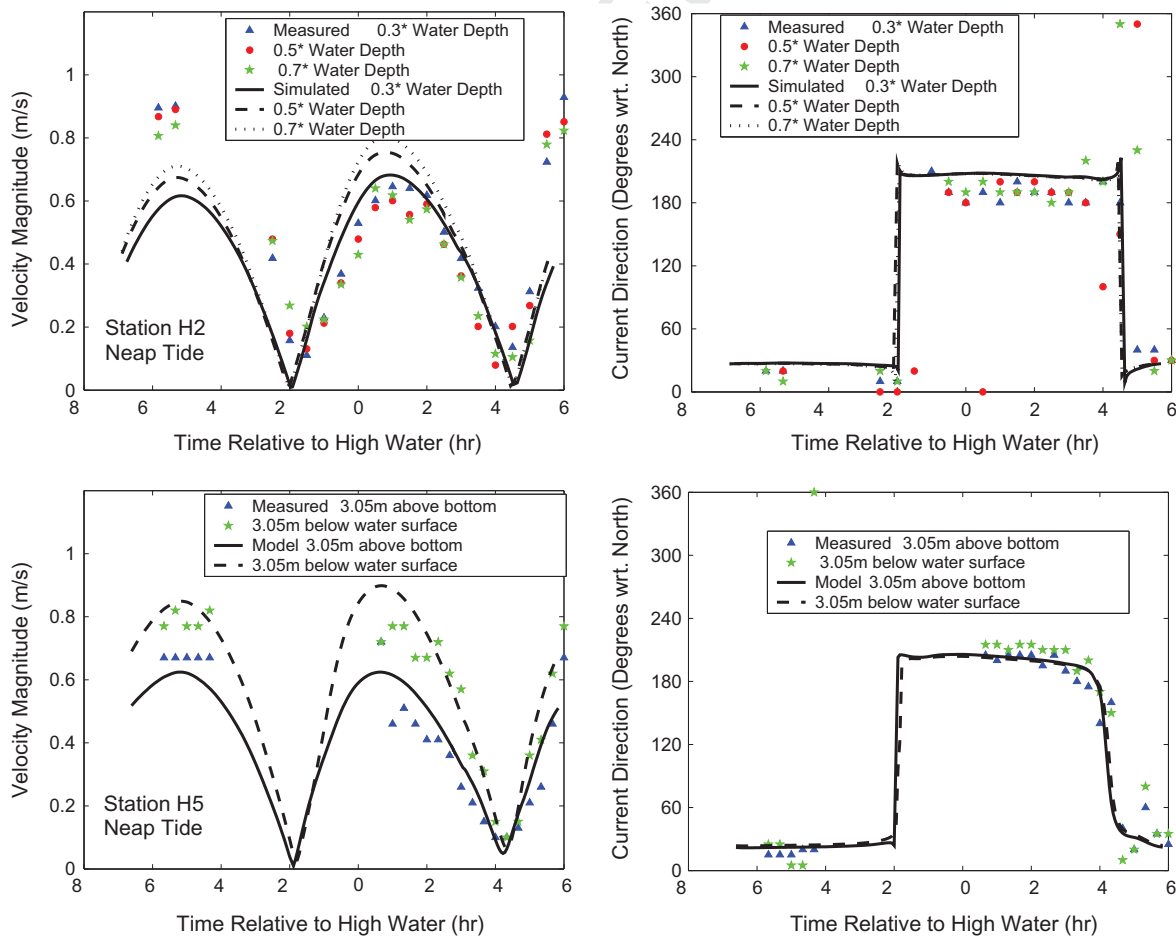 Measured 0.3* Water Depth
0.5* Water Depth
0.7* Water Depth
Simulated 0.3* Water Depth
0.5* Water Depth
0.7* Water Depth
Velocity Magnitude (m/s)
1
0.8
0.6
0.4
0.2
0
Station H2
Neap Tide
8 6 4 2 0 2 4 6
Time Relative to High Water (hr)
Measured 0.3* Water Depth
0.5* Water Depth
0.7* Water Depth
Simulated 0.3* Water Depth
0.5* Water Depth
0.7* Water Depth
Current Direction (Degrees wrt. North)
360
300
240
180
120
60
0
8 6 4 2 0 2 4 6
Time Relative to High Water (hr)
Measured 3.05m above bottom
3.05m below water surface
Model 3.05m above bottom
3.05m below water surface
Velocity Magnitude (m/s)
1
0.8
0.6
0.4
0.2
0
Station H5
Neap Tide
8 6 4 2 0 2 4 6
Time Relative to High Water (hr)
Measured 3.05m above bottom
3.05m below water surface
Model 3.05m above bottom
3.05m below water surface
Current Direction (Degrees wrt. North)
360
300
240
180
120
60
0
8 6 4 2 0 2 4 6
Time Relative to High Water (hr)